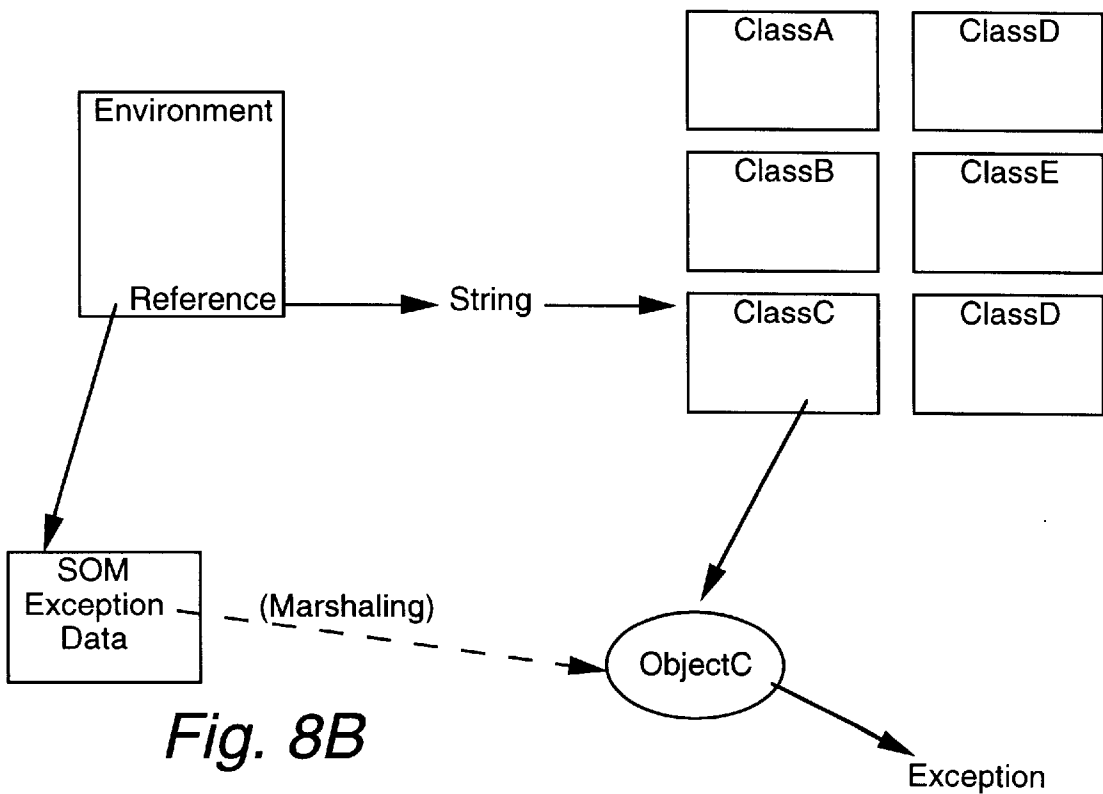 ClassA
ClassD
Environment
ClassB
ClassE
Reference
String
ClassC
ClassD
SOM
Exception
Data
(Marshaling)
ObjectC
Fig. 8B
Exception